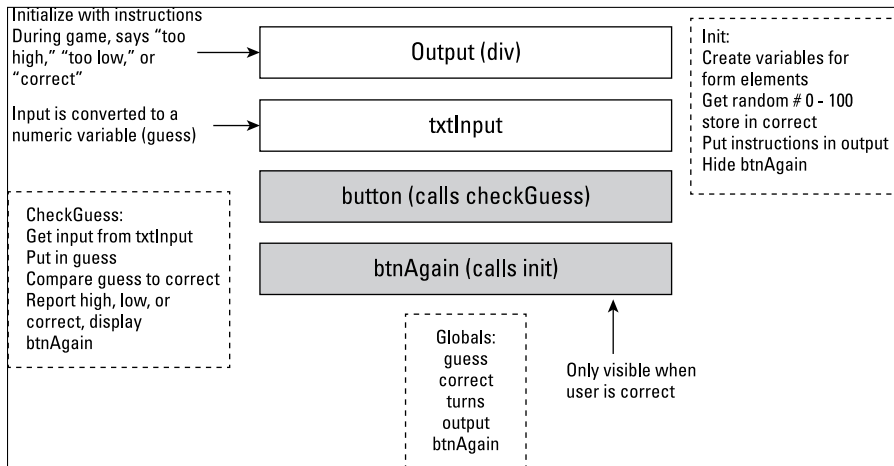 Initialize with instructions
During game, says “too
high,” “too low,” or
“correct”
Output (div)
Input is converted to a
numeric variable (guess)
txtInput
button (calls checkGuess)
btnAgain (calls init)
Init:
Create variables for
form elements
Get random # 0 - 100
store in correct
Put instructions in output
Hide btnAgain
CheckGuess:
Get input from txtInput
Put in guess
Compare guess to correct
Report high, low, or
correct, display
btnAgain
Globals:
guess
correct
turns
output
btnAgain
Only visible when
user is correct